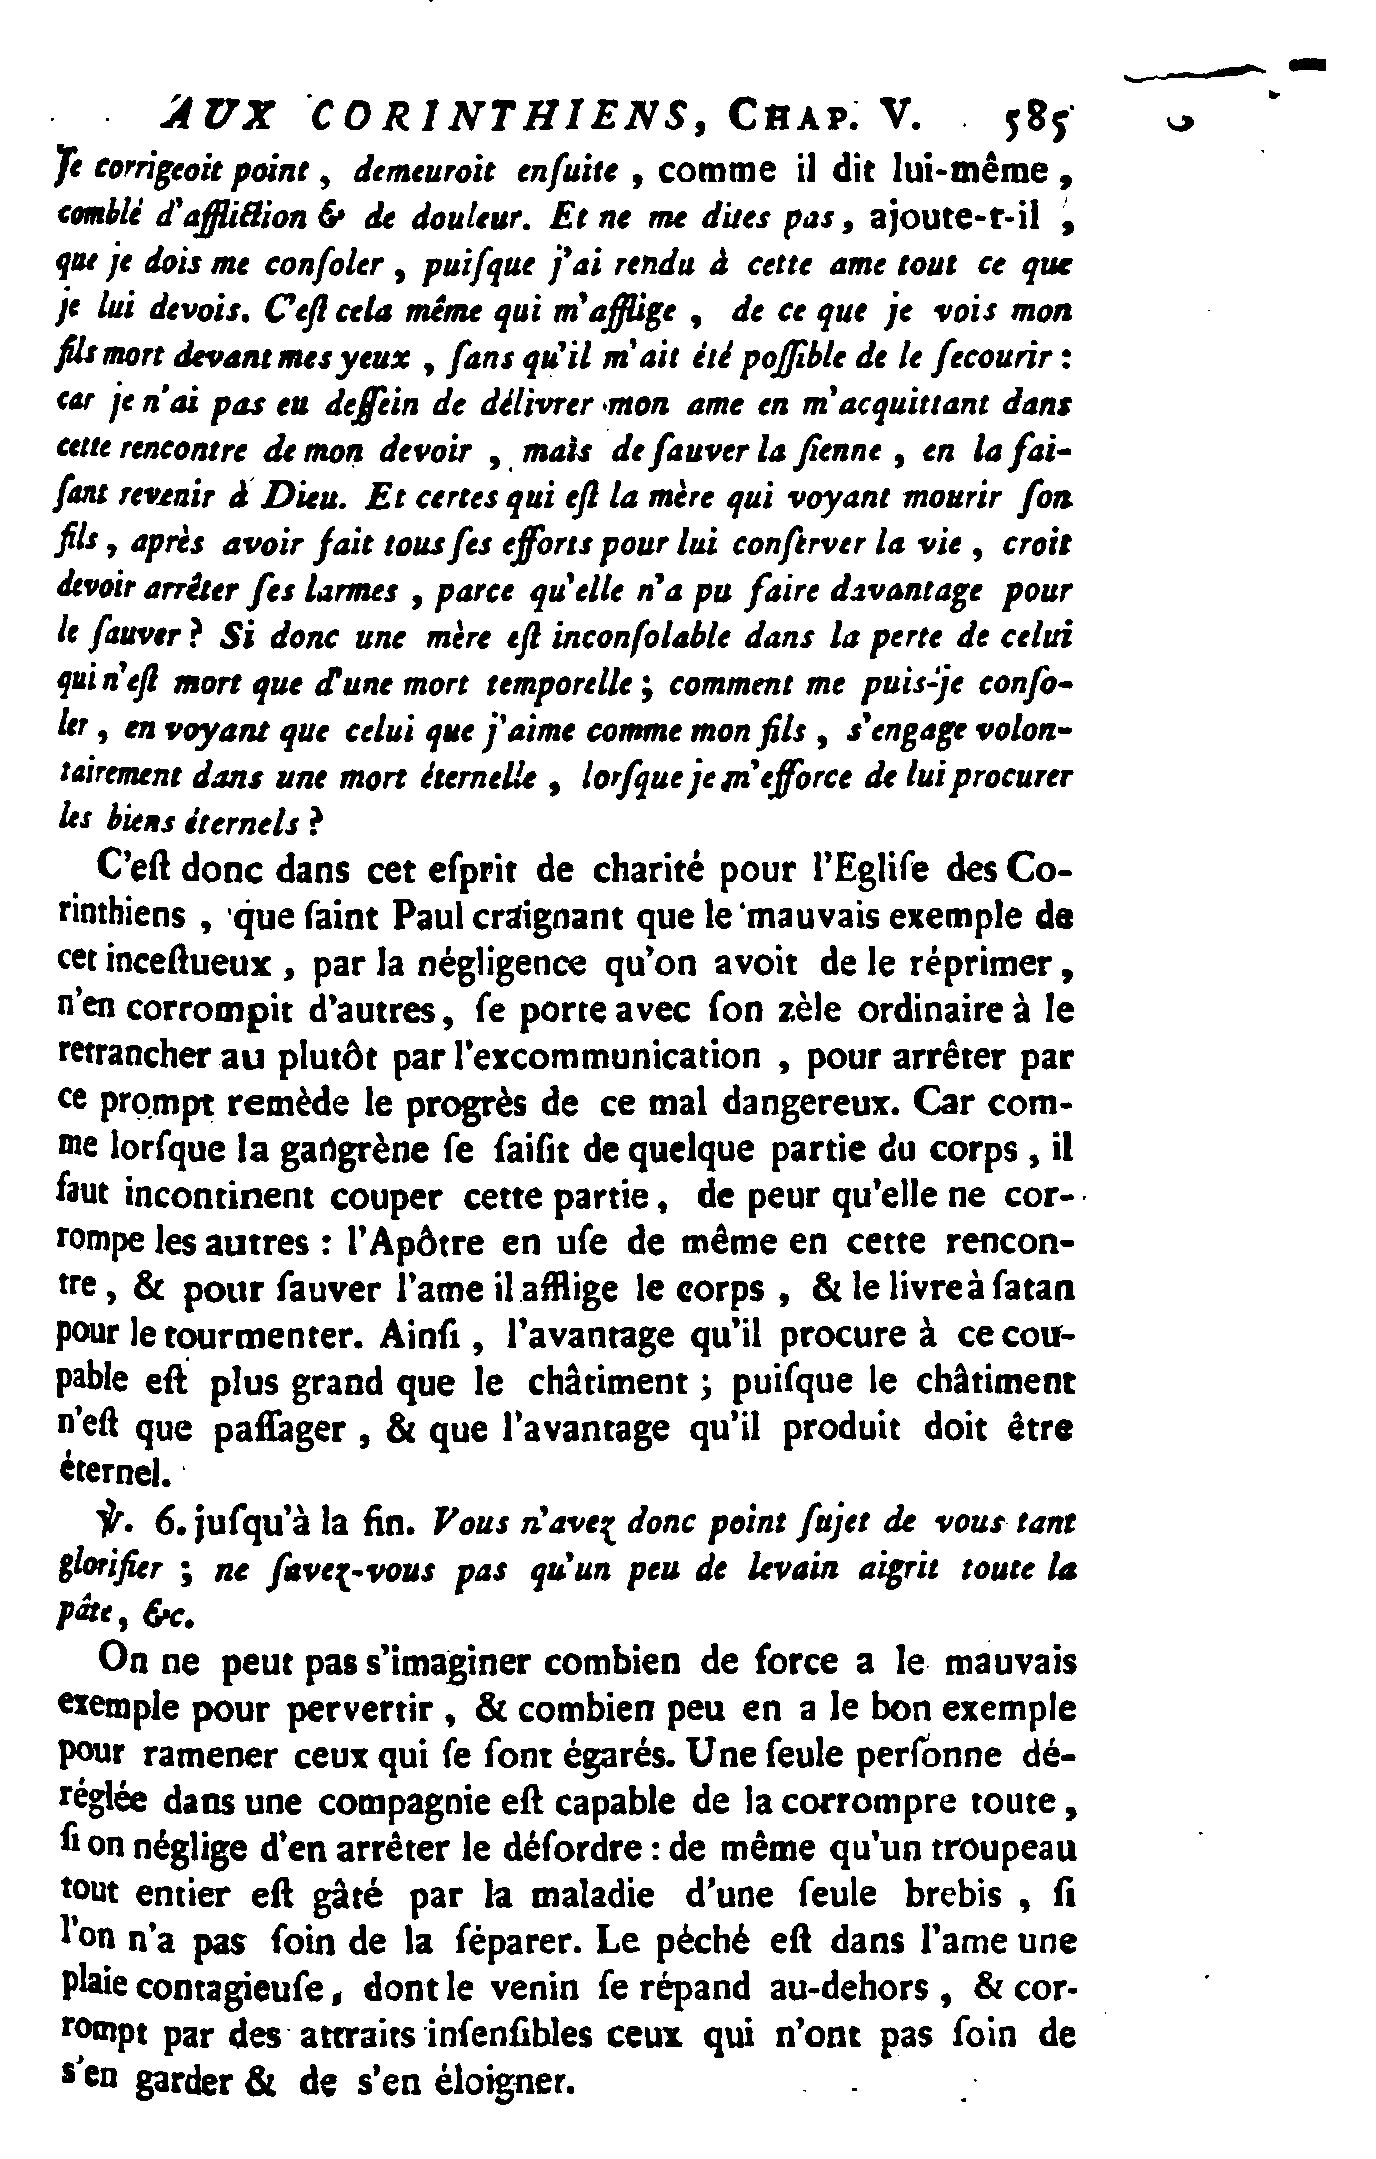 AUX CORINTHIENS, CHAP. V. 585
ſe corrigeoit point, demeuroit enſuite, comme il dit lui-même,
comblé d'affliction & de douleur. Et ne me dites pas, ajoute-t-il,
que je dois me conſoler, puiſque j'ai rendu à cette ame tout ce que
je lui devois. C'eſt cela même qui m'afflige, de ce que je vois mon
fils mort devant mes yeux, ſans qu'il m'ait été poſſible de le ſecourir :
car je n'ai pas eu deſſein de délivrer mon ame en m'acquittant dans
cette rencontre de mon devoir, mais de ſauver la ſienne, en la fai-
ſant revenir à Dieu. Et certes qui eſt la mère qui voyant mourir ſon
fils, après avoir fait tous ſes efforts pour lui conſerver la vie, croit
devoir arrêter ſes larmes, parce qu'elle n'a pu faire davantage pour
le ſauver ? Si donc une mère eſt inconſolable dans la perte de celui
qui n'eſt mort que d'une mort temporelle ; comment me puis-je conſo-
ler, en voyant que celui que j'aime comme mon fils, s'engage volon-
tairement dans une mort éternelle, lorſque je m'efforce de lui procurer
les biens éternels ?
C'eſt donc dans cet eſprit de charité pour l'Egliſe des Co-
rinthiens, que ſaint Paul craignant que le mauvais exemple de
cet inceſtueux, par la négligence qu'on avoit de le réprimer,
n'en corrompit d'autres, ſe porte avec ſon zèle ordinaire à le
retrancher au plutôt par l'excommunication, pour arrêter par
ce prompt remède le progrès de ce mal dangereux. Car com-
me lorſque la gangrène ſe ſaiſit de quelque partie du corps, il
faut incontinent couper cette partie, de peur qu'elle ne cor-
rompe les autres : l'Apôtre en uſe de même en cette rencon-
tre, & pour ſauver l'ame il afflige le corps, & le livre à ſatan
pour le tourmenter. Ainſi, l'avantage qu'il procure à ce cou-
pable eſt plus grand que le châtiment ; puiſque le châtiment
n'eſt que paſſager, & que l'avantage qu'il produit doit être
éternel.
℣. 6. juſqu'à la fin. Vous n'avez donc point ſujet de vous tant
glorifier ; ne ſavez-vous pas qu'un peu de levain aigrit toute la
pâte, &c.
On ne peut pas s'imaginer combien de force a le mauvais
exemple pour pervertir, & combien peu en a le bon exemple
pour ramener ceux qui ſe ſont égarés. Une ſeule perſonne dé-
réglée dans une compagnie eſt capable de la corrompre toute,
ſi on néglige d'en arrêter le déſordre : de même qu'un troupeau
tout entier eſt gâté par la maladie d'une ſeule brebis, ſi
l'on n'a pas ſoin de la ſéparer. Le péché eſt dans l'ame une
plaie contagieuſe, dont le venin ſe répand au-dehors, & cor-
rompt par des attraits inſenſibles ceux qui n'ont pas ſoin de
s'en garder & de s'en éloigner.